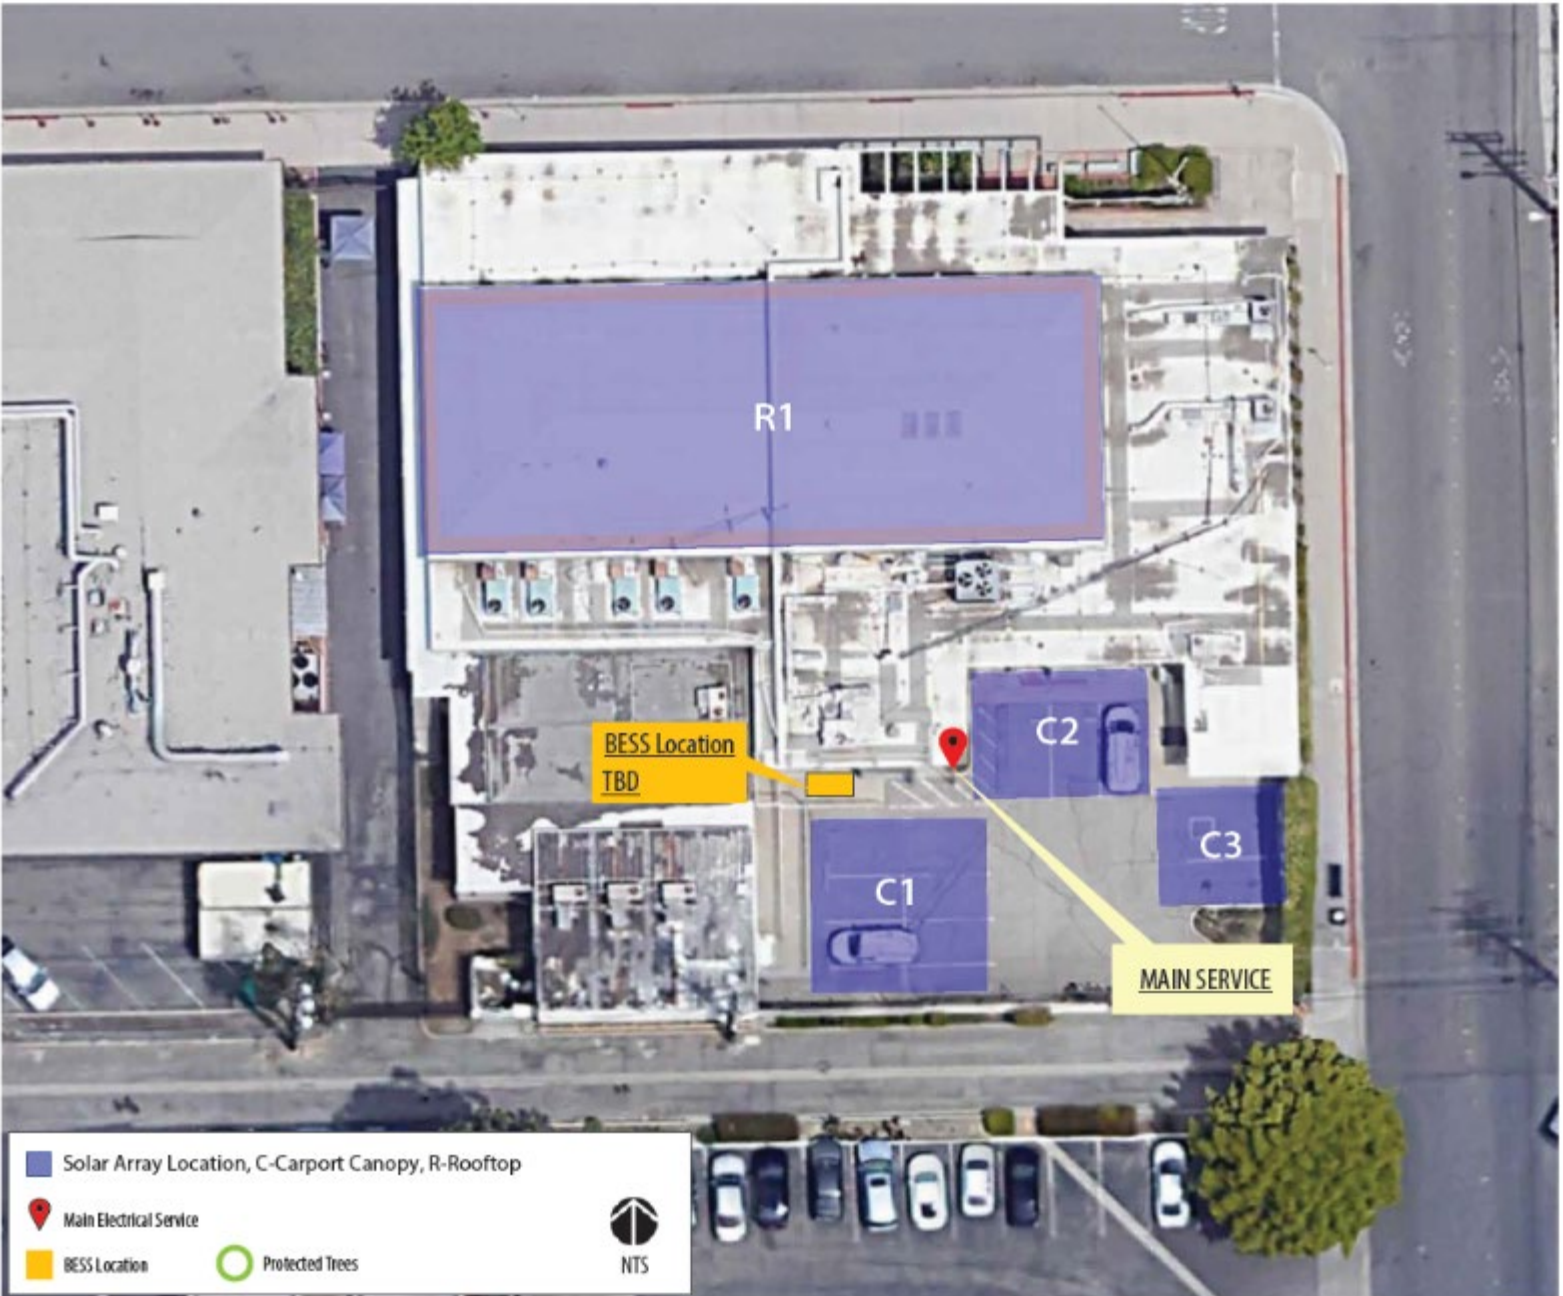 R1
BESS Location
TBD
C2
C3
C1
MAIN SERVICE
Solar Array Location, C-Carport Canopy, R-Rooftop
Main Electrical Service
BESS Location
Protected Trees
NTS